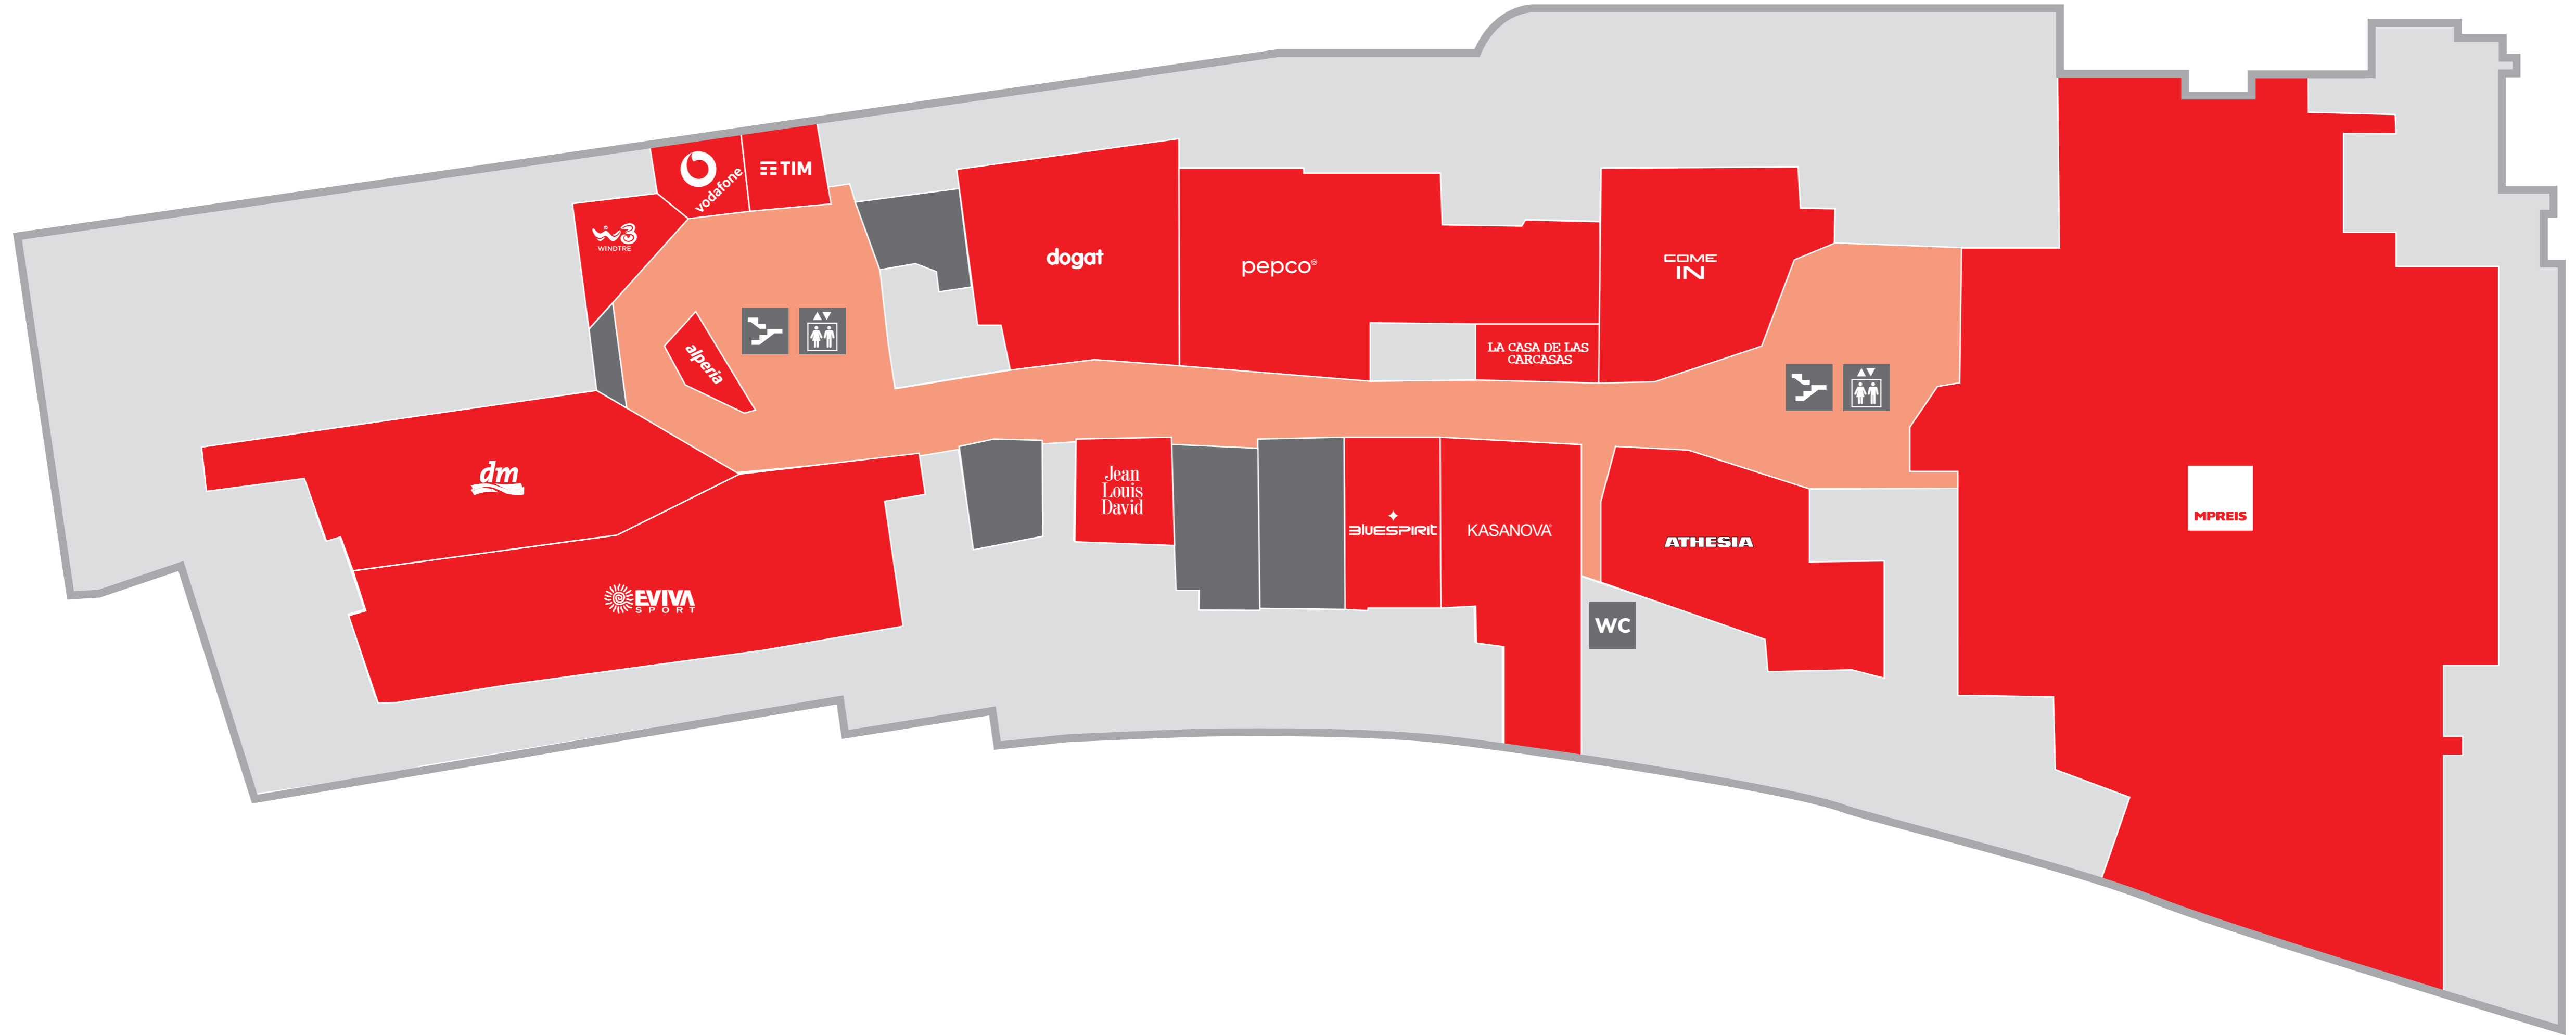 vodafone
TIM
W3
WINDTRE
alperia
dogat
pepco®
COME
IN
LA CASA DE LAS
CARCASAS
dm
EVIVA
SPORT
Jean
Louis
David
BLUESPIRIT
KASANOVA
ATHESIA
WC
MPREIS